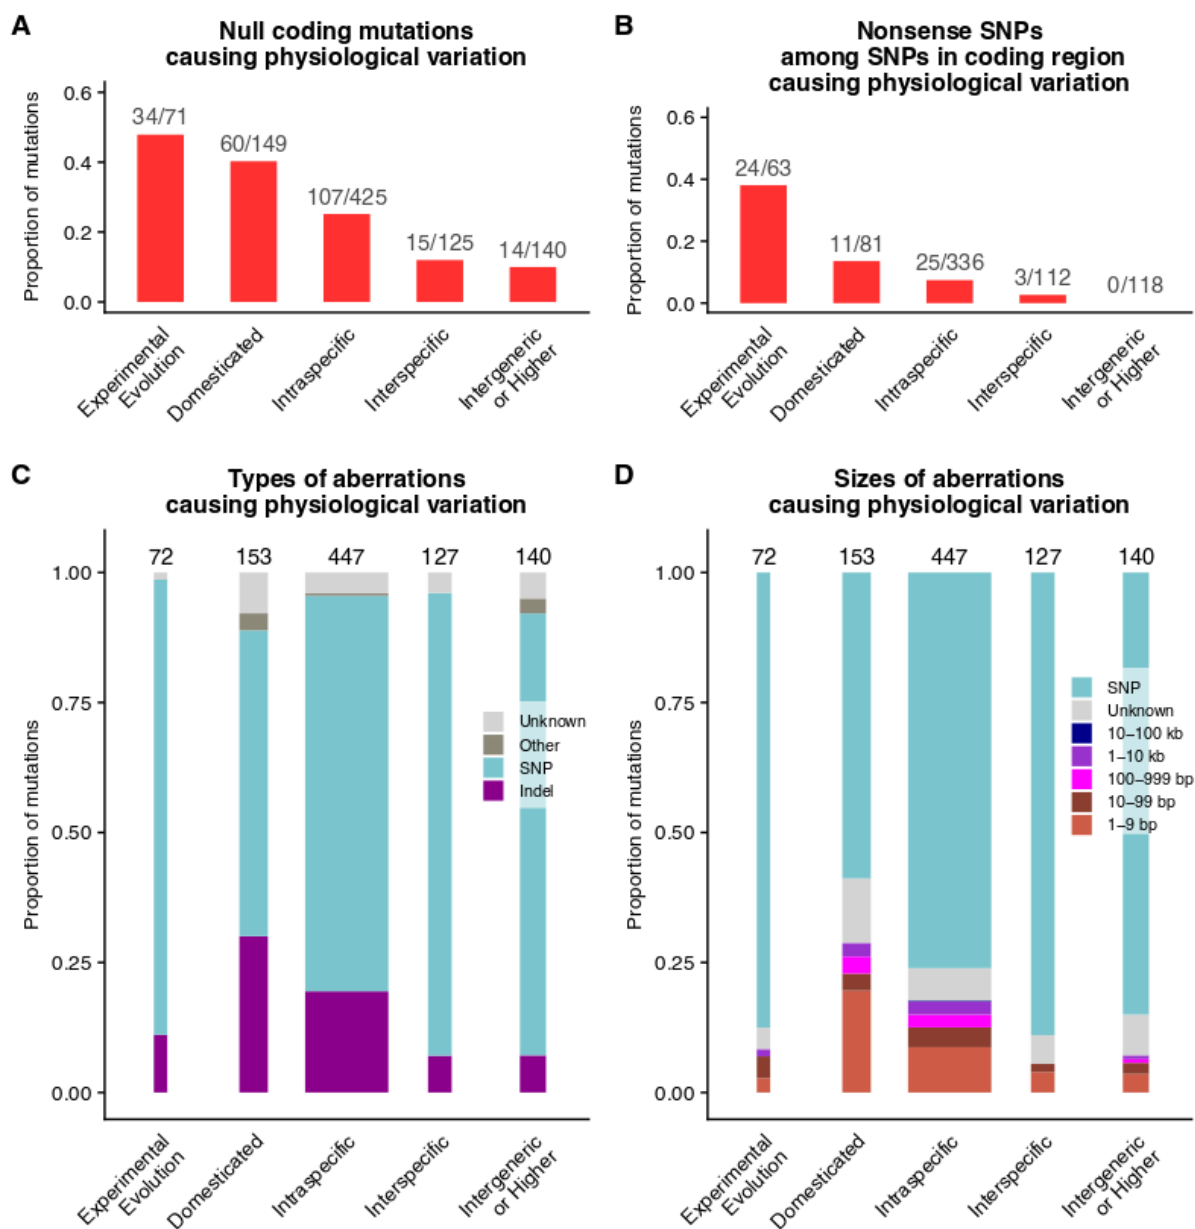 A
Null coding mutations
causing physiological variation
Proportion of mutations
0.6
0.4
0.2
0.0
34/71
60/149
107/425
15/125
14/140
Experimental
Evolution
Domesticated
Intraspecific
Interspecific
Intergeneric
or Higher
B
Nonsense SNPs
among SNPs in coding region
causing physiological variation
Proportion of mutations
0.6
0.4
0.2
0.0
24/63
11/81
25/336
3/112
0/118
Experimental
Evolution
Domesticated
Intraspecific
Interspecific
Intergeneric
or Higher
C
Types of aberrations
causing physiological variation
Proportion of mutations
1.00
0.75
0.50
0.25
0.00
72
153
447
127
140
Unknown
Other
SNP
Indel
Experimental
Evolution
Domesticated
Intraspecific
Interspecific
Intergeneric
or Higher
D
Sizes of aberrations
causing physiological variation
Proportion of mutations
1.00
0.75
0.50
0.25
0.00
72
153
447
127
140
SNP
Unknown
10–100 kb
1–10 kb
100–999 bp
10–99 bp
1–9 bp
Experimental
Evolution
Domesticated
Intraspecific
Interspecific
Intergeneric
or Higher